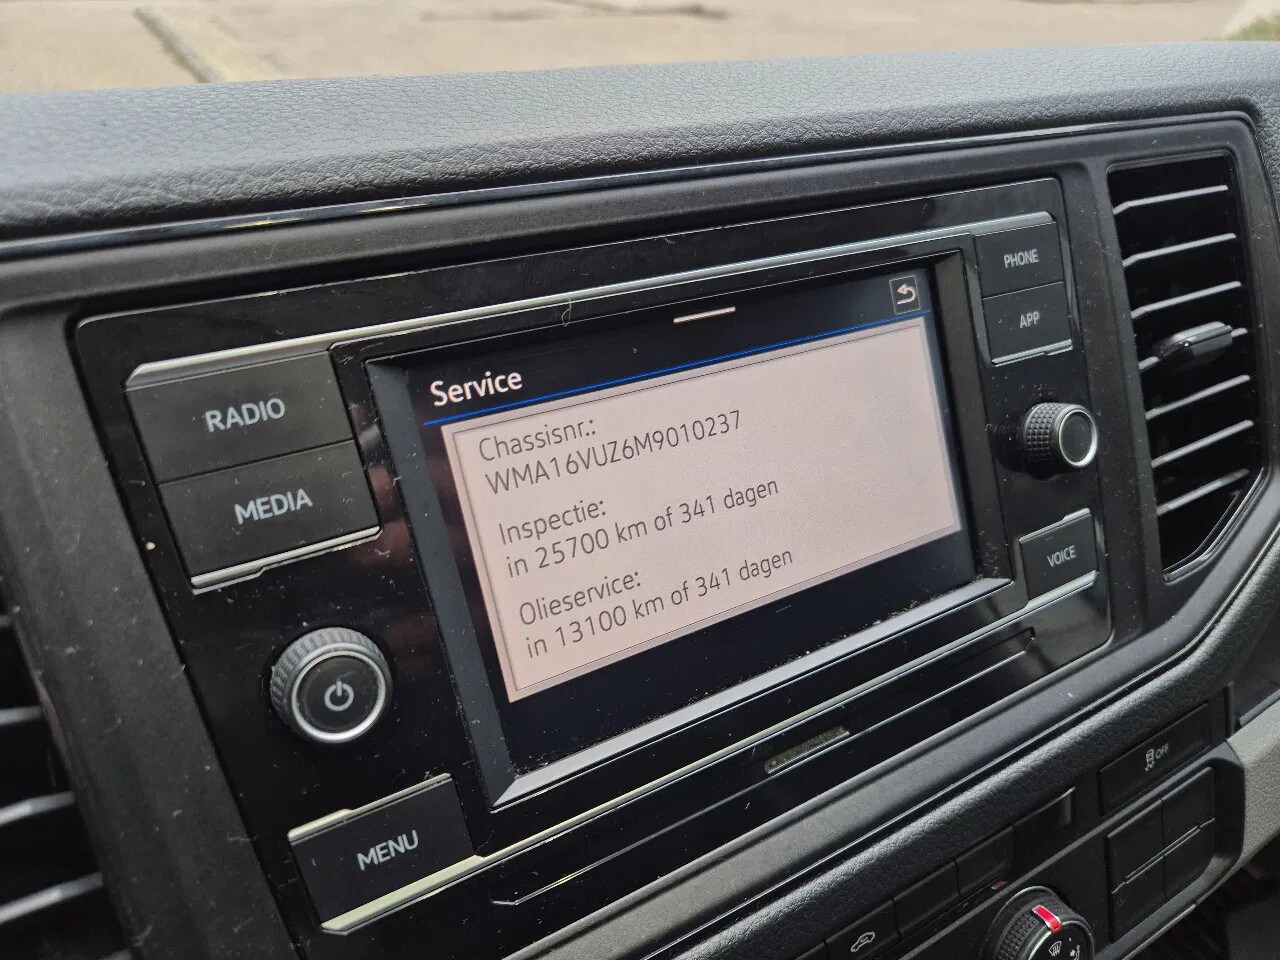 PHONE
APP
RADIO
MEDIA
Service
Chassisnr.:
WMA16VUZ6M9010237
Inspectie:
in 25700 km of 341 dagen
Olieservice:
in 13100 km of 341 dagen
VOICE
MENU
OFF